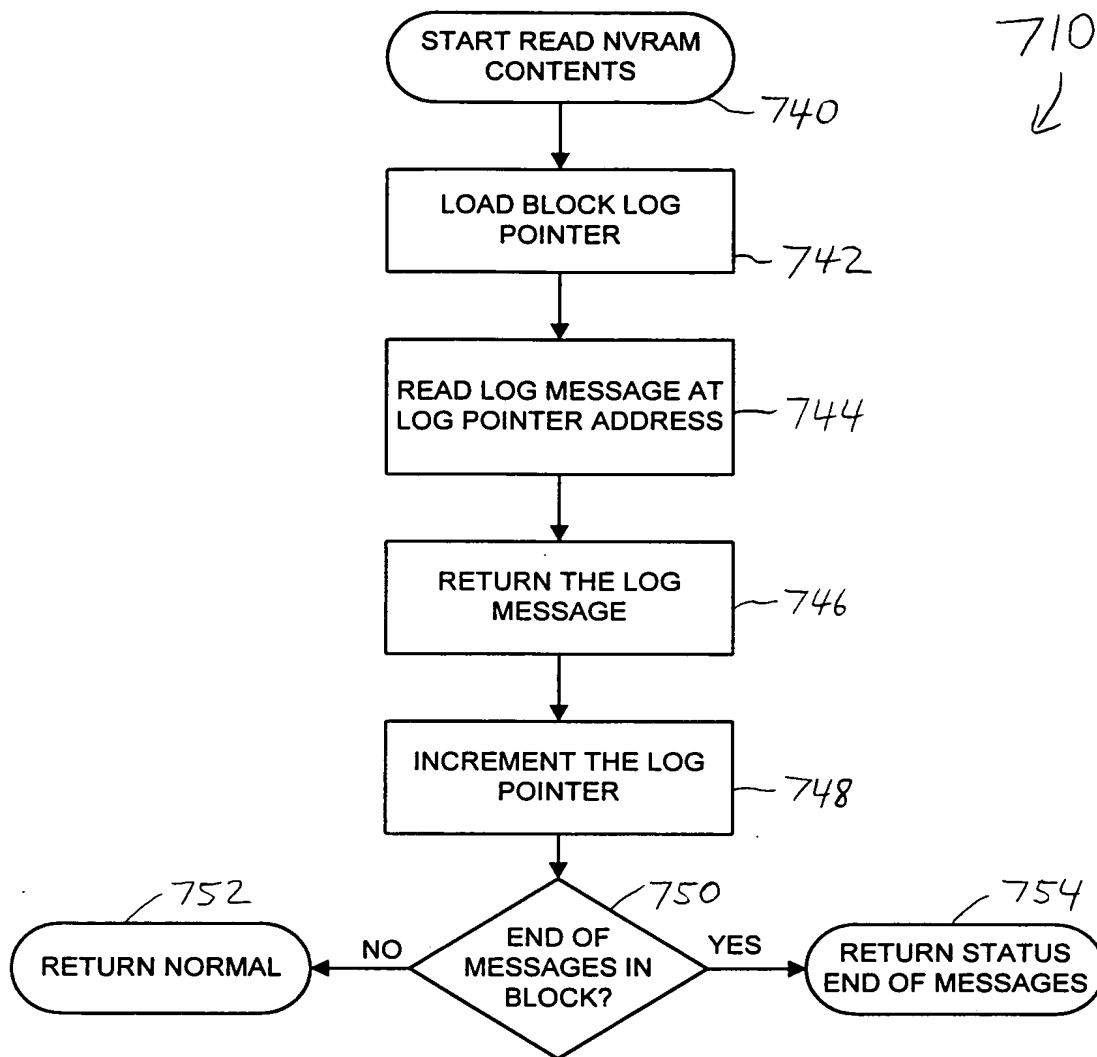 START READ NVRAM
CONTENTS
710
740
LOAD BLOCK LOG
POINTER
742
READ LOG MESSAGE AT
LOG POINTER ADDRESS
744
RETURN THE LOG
MESSAGE
746
INCREMENT THE LOG
POINTER
748
752
750
754
RETURN NORMAL
NO
END OF
MESSAGES IN
BLOCK?
YES
RETURN STATUS
END OF MESSAGES